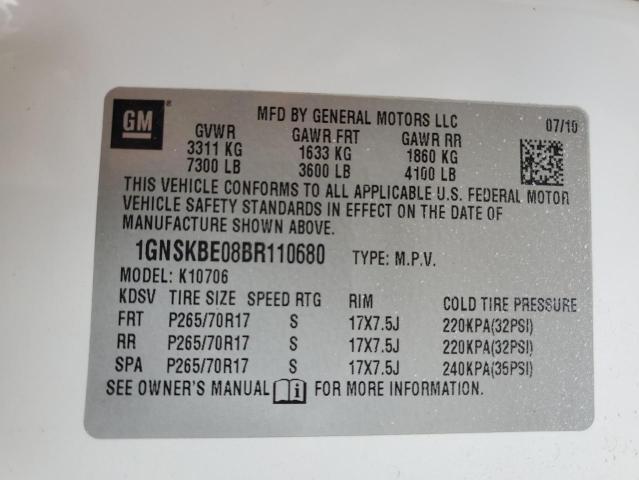 GM
MFD BY GENERAL MOTORS LLC 07/10
GVWR GAWR FRT GAWR RR
3311 KG 1633 KG 1860 KG
7300 LB 3600 LB 4100 LB
THIS VEHICLE CONFORMS TO ALL APPLICABLE U.S. FEDERAL MOTOR
VEHICLE SAFETY STANDARDS IN EFFECT ON THE DATE OF
MANUFACTURE SHOWN ABOVE.
1GNSKBE08BR110680 TYPE: M.P.V.
MODEL: K10706
KDSV TIRE SIZE SPEED RTG RIM COLD TIRE PRESSURE
FRT P265/70R17 S 17X7.5J 220KPA(32PSI)
RR P265/70R17 S 17X7.5J 220KPA(32PSI)
SPA P265/70R17 S 17X7.5J 240KPA(35PSI)
SEE OWNER'S MANUAL i FOR MORE INFORMATION.